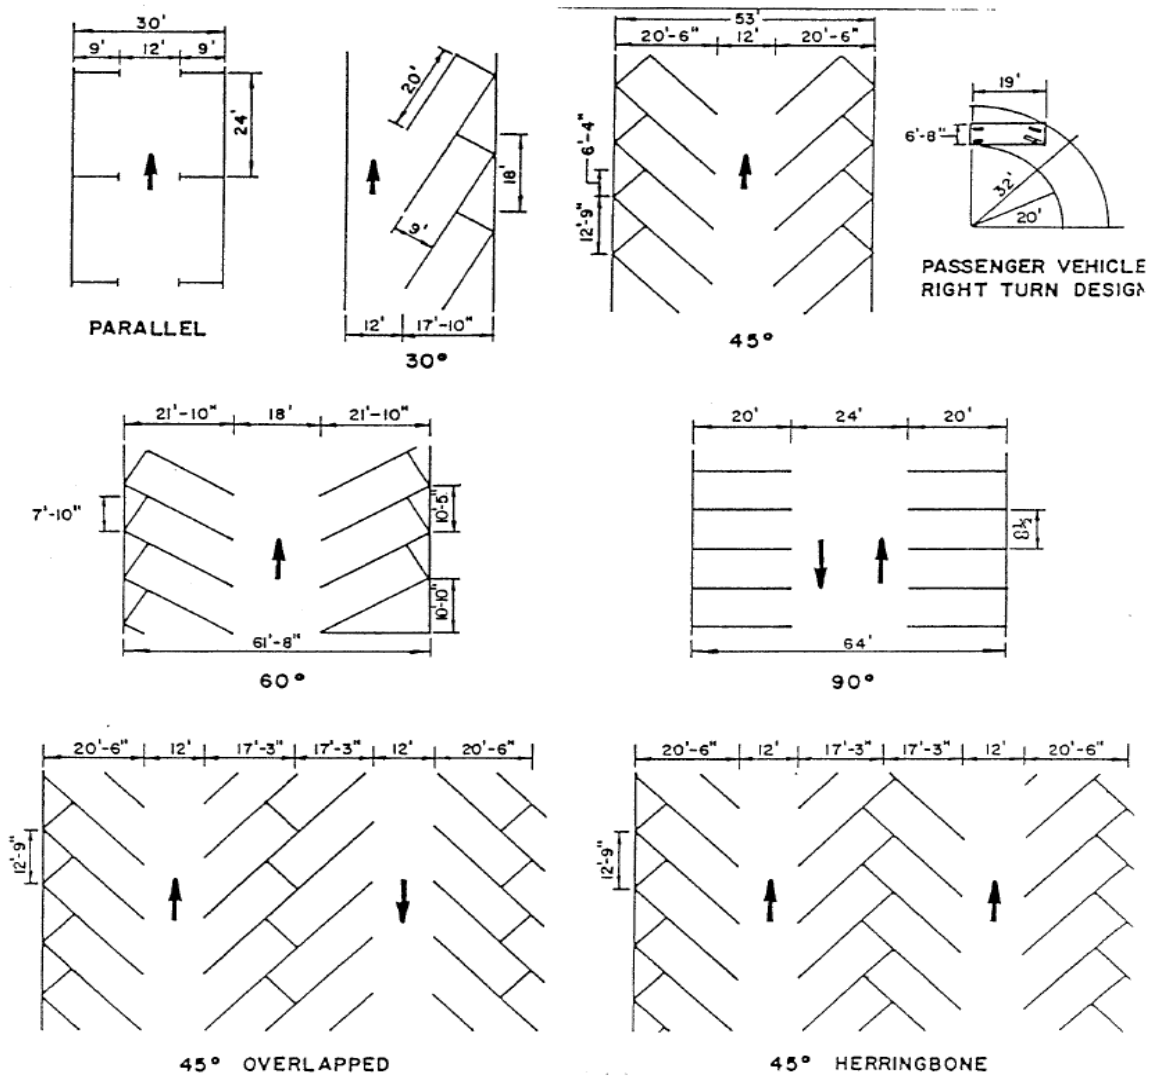 30'
9' 12' 9'
24'
PARALLEL
20'
18'
9'
12' 17'-10"
30°
53'
20'-6" 12' 20'-6"
6'-4"
12'-9"
45°
19'
6'-8"
32'
20'
PASSENGER VEHICLE
RIGHT TURN DESIGN
21'-10" 18' 21'-10"
7'-10"
10'-5"
10'-10"
61'-8"
60°
20' 24' 20'
8½
64'
90°
20'-6" 12' 17'-3" 17'-3" 12' 20'-6"
12'-9"
45° OVERLAPPED
20'-6" 12' 17'-3" 17'-3" 12' 20'-6"
12'-9"
45° HERRINGBONE